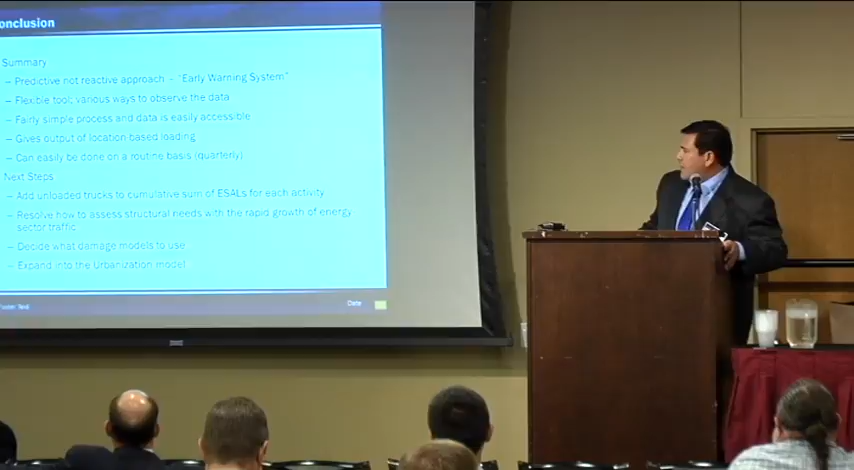 onclusion
Summary
– Predictive not reactive approach – "Early Warning System"
– Flexible tool; various ways to observe the data
– Fairly simple process and data is easily accessible
– Gives output of location based loading
– Can easily be done on a routine basis (quarterly)
Next Steps
– Add unloaded trucks to cumulative sum of ESALs for each activity
– Resolve how to assess structural needs with the rapid growth of energy
sector traffic
– Decide what damage models to use
– Expand into the Urbanization model
Footer Text
Date